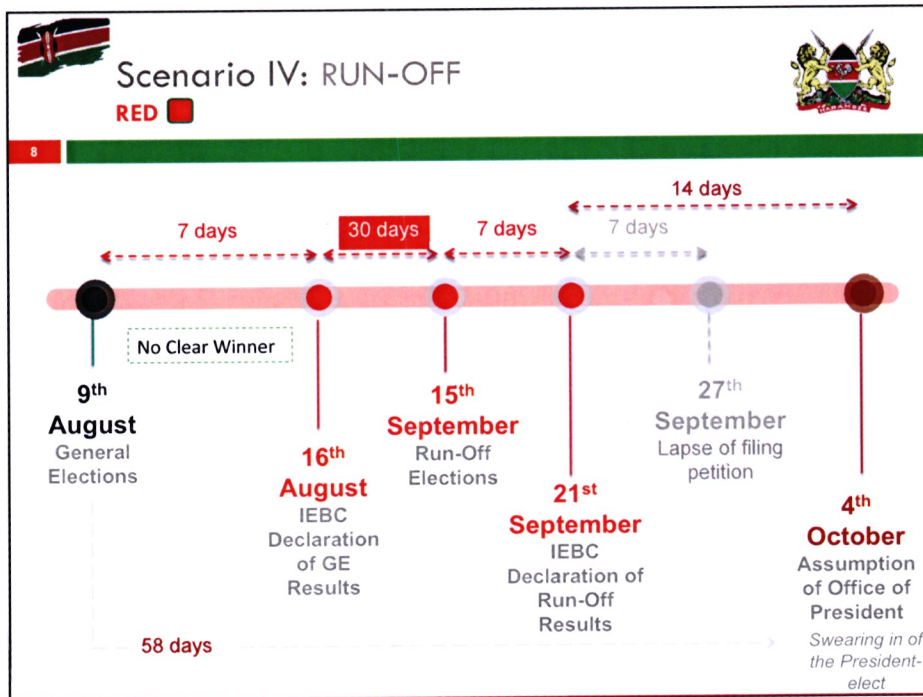 Scenario IV: RUN-OFF
RED
8
14 days
7 days
30 days
7 days
7 days
No Clear Winner
9th
August
General
Elections
16th
August
IEBC
Declaration
of GE
Results
15th
September
Run-Off
Elections
21st
September
IEBC
Declaration of
Run-Off
Results
27th
September
Lapse of filing
petition
4th
October
Assumption
of Office of
President
Swearing in of
the President-
elect
58 days
HARAMBEE